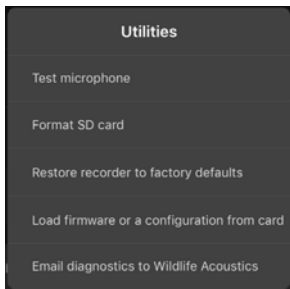 Utilities
Test microphone
Format SD card
Restore recorder to factory defaults
Load firmware or a configuration from card
Email diagnostics to Wildlife Acoustics